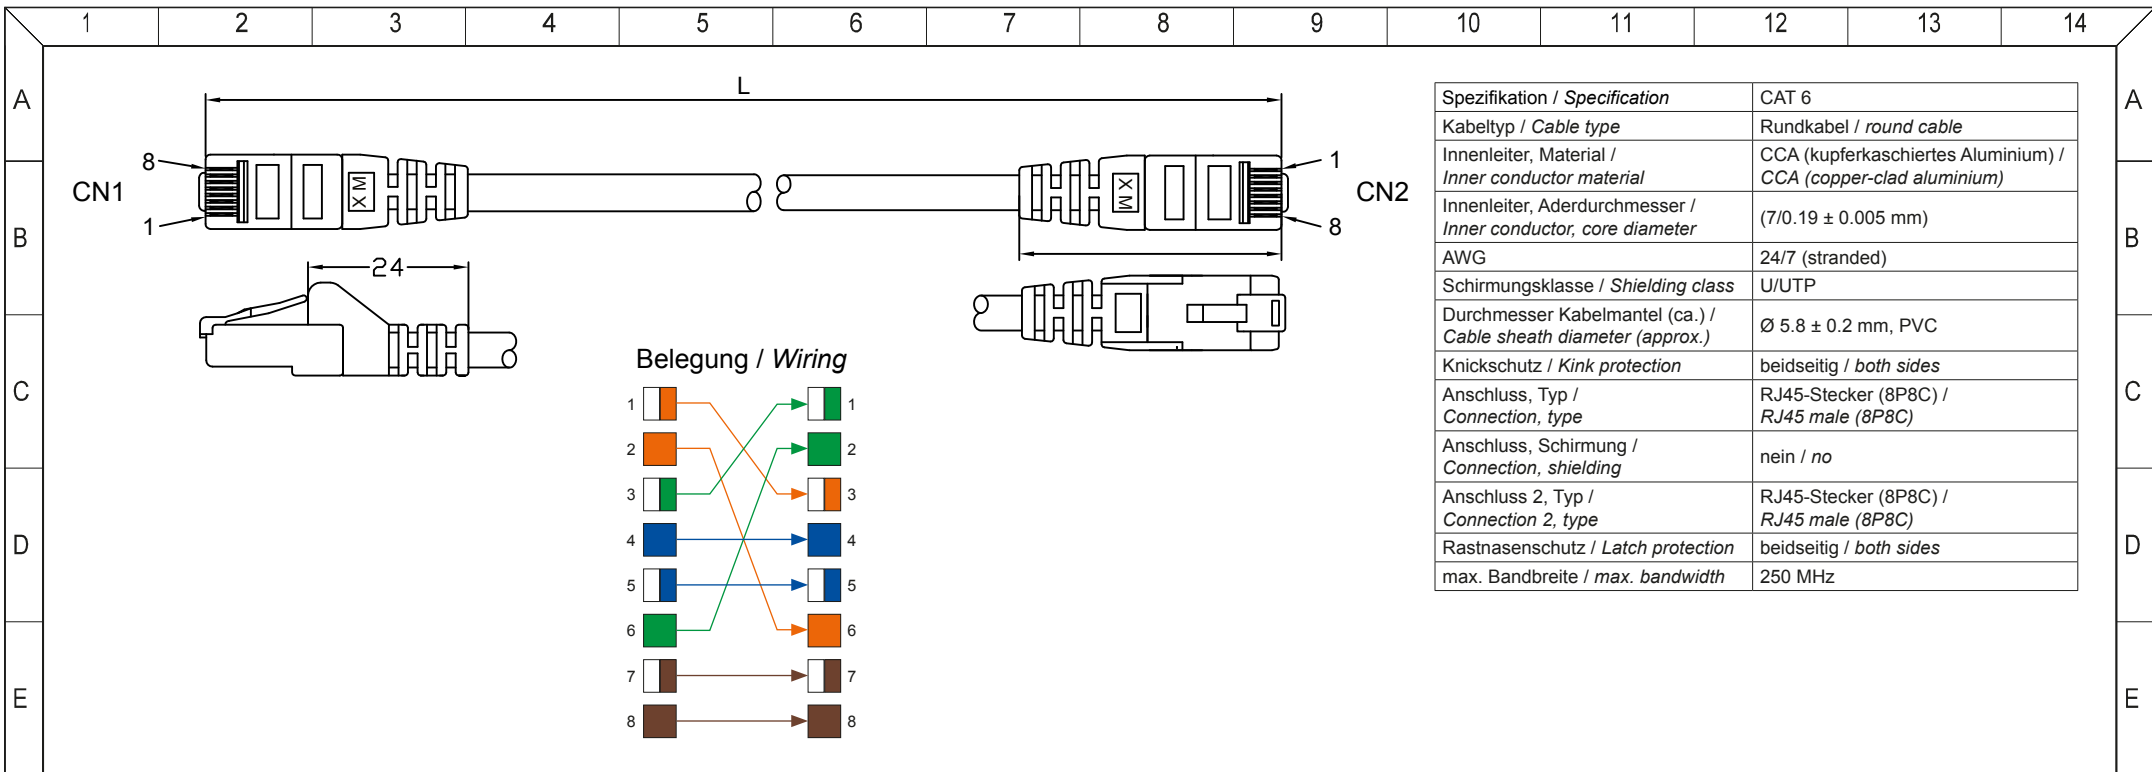 1 2 3 4 5 6 7 8 9 10 11 12 13 14
A A
B B
C C
D D
E E
L
8
1
CN1
XM
XM
1
8
CN2
24
Belegung / Wiring
1 1
2 2
3 3
4 4
5 5
6 6
7 7
8 8
Spezifikation / Specification CAT 6
Kabeltyp / Cable type Rundkabel / round cable
Innenleiter, Material / CCA (kupferkaschiertes Aluminium) /
Inner conductor material CCA (copper-clad aluminium)
Innenleiter, Aderdurchmesser /
Inner conductor, core diameter
(7/0.19 ± 0.005 mm)
AWG 24/7 (stranded)
Schirmungsklasse / Shielding class U/UTP
Durchmesser Kabelmantel (ca.) /
Cable sheath diameter (approx.)
Ø 5.8 ± 0.2 mm, PVC
Knickschutz / Kink protection beidseitig / both sides
Anschluss, Typ / RJ45-Stecker (8P8C) /
Connection, type RJ45 male (8P8C)
Anschluss, Schirmung /
Connection, shielding
nein / no
Anschluss 2, Typ / RJ45-Stecker (8P8C) /
Connection 2, type RJ45 male (8P8C)
Rastnasenschutz / Latch protection beidseitig / both sides
max. Bandbreite / max. bandwidth 250 MHz